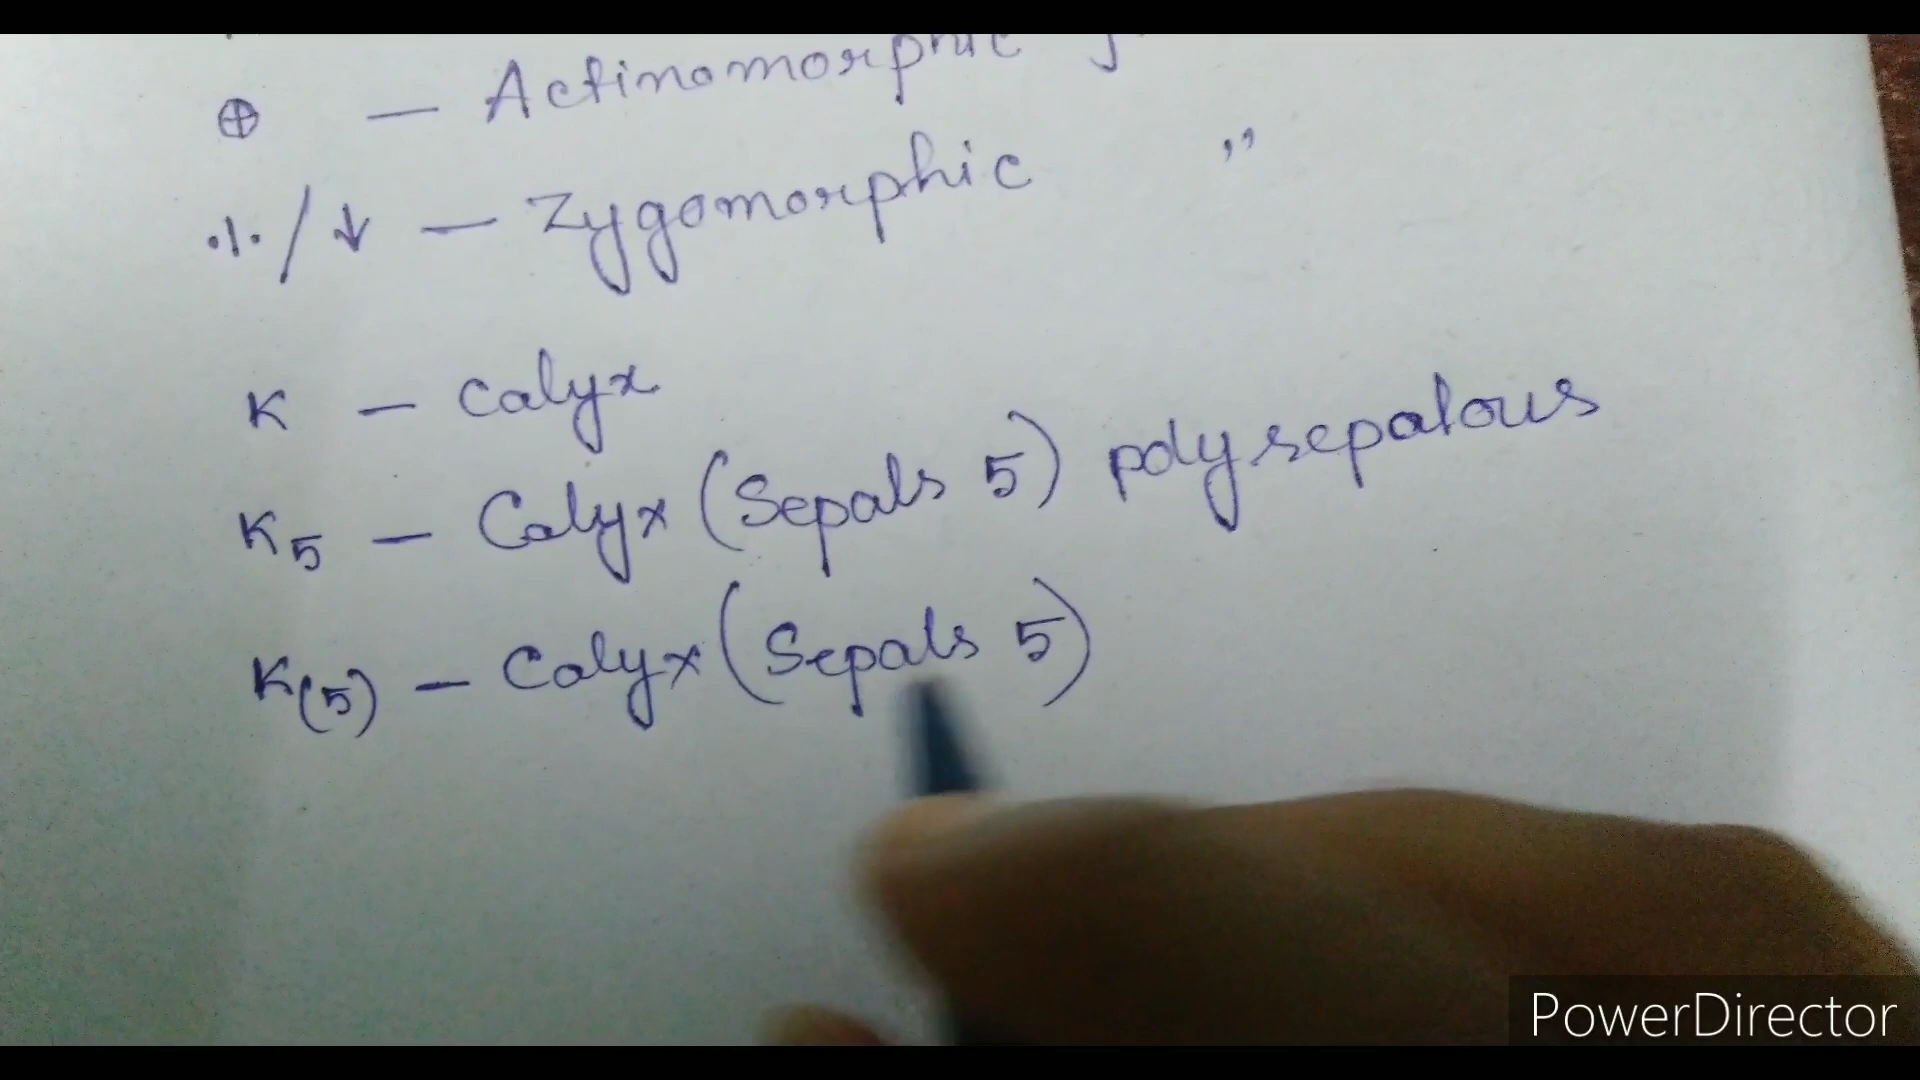 ⊕ — Actinomorphic
·|· / ↓ — Zygomorphic ,,
K — Calyx
K5 — Calyx (Sepals 5) polysepalous
K(5) — Calyx (Sepals 5)
PowerDirector